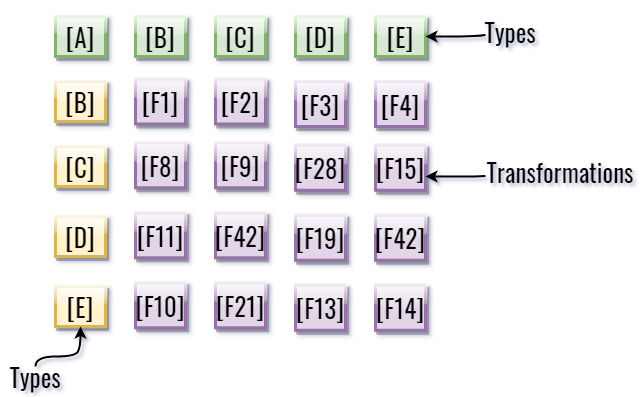 [A] [B] [C] [D] [E] Types
[B] [F1] [F2] [F3] [F4]
[C] [F8] [F9] [F28] [F15] Transformations
[D] [F11] [F42] [F19] [F42]
[E] [F10] [F21] [F13] [F14]
Types